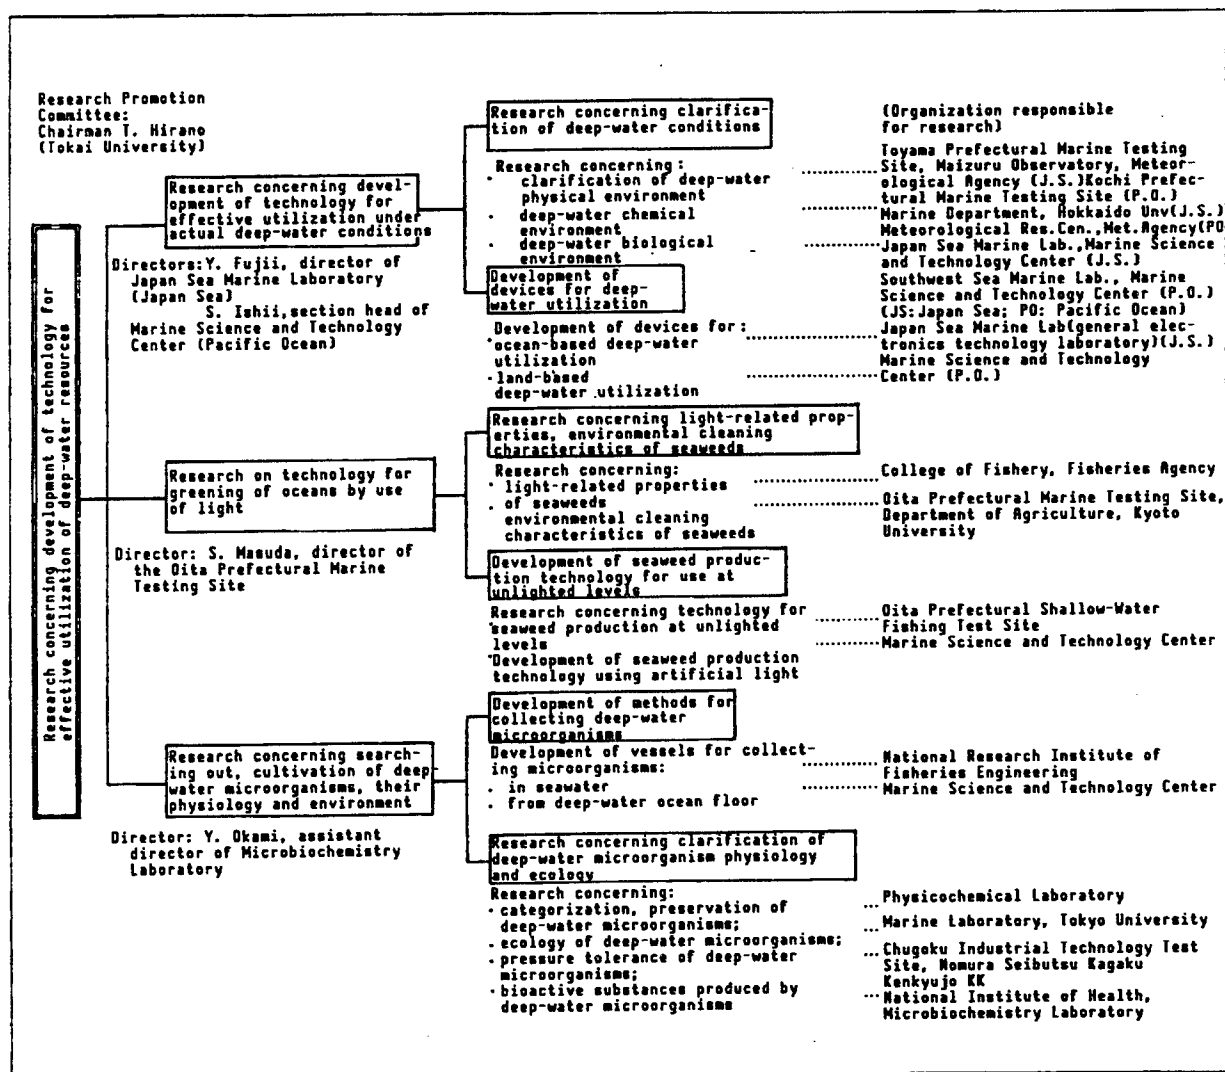 Research Promotion
Committee:
Chairman T. Hirano
(Tokai University)
Research concerning development of technology for
effective utilization of deep-water resources
Research concerning devel-
opment of technology for
effective utilization under
actual deep-water conditions
Directors: Y. Fujii, director of
Japan Sea Marine Laboratory
(Japan Sea)
S. Ishii, section head of
Marine Science and Technology
Center (Pacific Ocean)
Research concerning clarifica-
tion of deep-water conditions
Research concerning:
· clarification of deep-water
physical environment
· deep-water chemical
environment
· deep-water biological
environment
Development of
devices for deep-
water utilization
Development of devices for:
· ocean-based deep-water
utilization
· land-based
deep-water utilization
(Organization responsible
for research)
Toyama Prefectural Marine Testing
Site, Maizuru Observatory, Meteor-
ological Agency (J.S.)Kochi Prefec-
tural Marine Testing Site (P.O.)
Marine Department, Hokkaido Unv(J.S.)
Meteorological Res.Cen.,Met.Agency(PO
Japan Sea Marine Lab.,Marine Science
and Technology Center (J.S.)
Southwest Sea Marine Lab., Marine
Science and Technology Center (P.O.)
(JS:Japan Sea; PO: Pacific Ocean)
Japan Sea Marine Lab(general elec-
tronics technology laboratory)(J.S.)
Marine Science and Technology
Center (P.O.)
Research on technology for
greening of oceans by use
of light
Director: S. Masuda, director of
the Oita Prefectural Marine
Testing Site
Research concerning light-related prop-
erties, environmental cleaning
characteristics of seaweeds
Research concerning:
· light-related properties
· of seaweeds
environmental cleaning
characteristics of seaweeds
College of Fishery, Fisheries Agency
Oita Prefectural Marine Testing Site,
Department of Agriculture, Kyoto
University
Development of seaweed produc-
tion technology for use at
unlighted levels
Research concerning technology for
· seaweed production at unlighted
levels
· Development of seaweed production
technology using artificial light
Oita Prefectural Shallow-Water
Fishing Test Site
Marine Science and Technology Center
Research concerning search-
ing out, cultivation of deep-
water microorganisms, their
physiology and environment
Director: Y. Okami, assistant
director of Microbiochemistry
Laboratory
Development of methods for
collecting deep-water
microorganisms
Development of vessels for collect-
ing microorganisms:
· in seawater
· from deep-water ocean floor
National Research Institute of
Fisheries Engineering
Marine Science and Technology Center
Research concerning clarification of
deep-water microorganism physiology
and ecology
Research concerning:
· categorization, preservation of
deep-water microorganisms;
· ecology of deep-water microorganisms;
· pressure tolerance of deep-water
microorganisms;
· bioactive substances produced by
deep-water microorganisms
Physicochemical Laboratory
Marine Laboratory, Tokyo University
Chugoku Industrial Technology Test
Site, Nomura Seibutsu Kagaku
Kenkyujo KK
National Institute of Health,
Microbiochemistry Laboratory